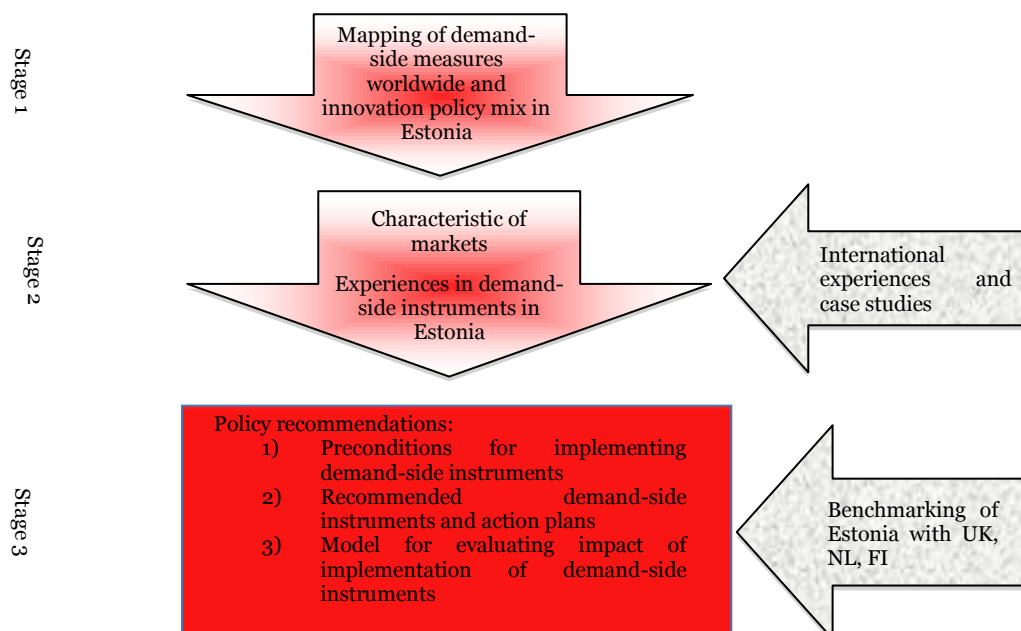 Stage 1
Mapping of demand-
side measures
worldwide and
innovation policy mix in
Estonia
Stage 2
Characteristic of
markets
Experiences in demand-
side instruments in
Estonia
International
experiences and
case studies
Stage 3
Policy recommendations:
1) Preconditions for implementing
demand-side instruments
2) Recommended demand-side
instruments and action plans
3) Model for evaluating impact of
implementation of demand-side
instruments
Benchmarking of
Estonia with UK,
NL, FI